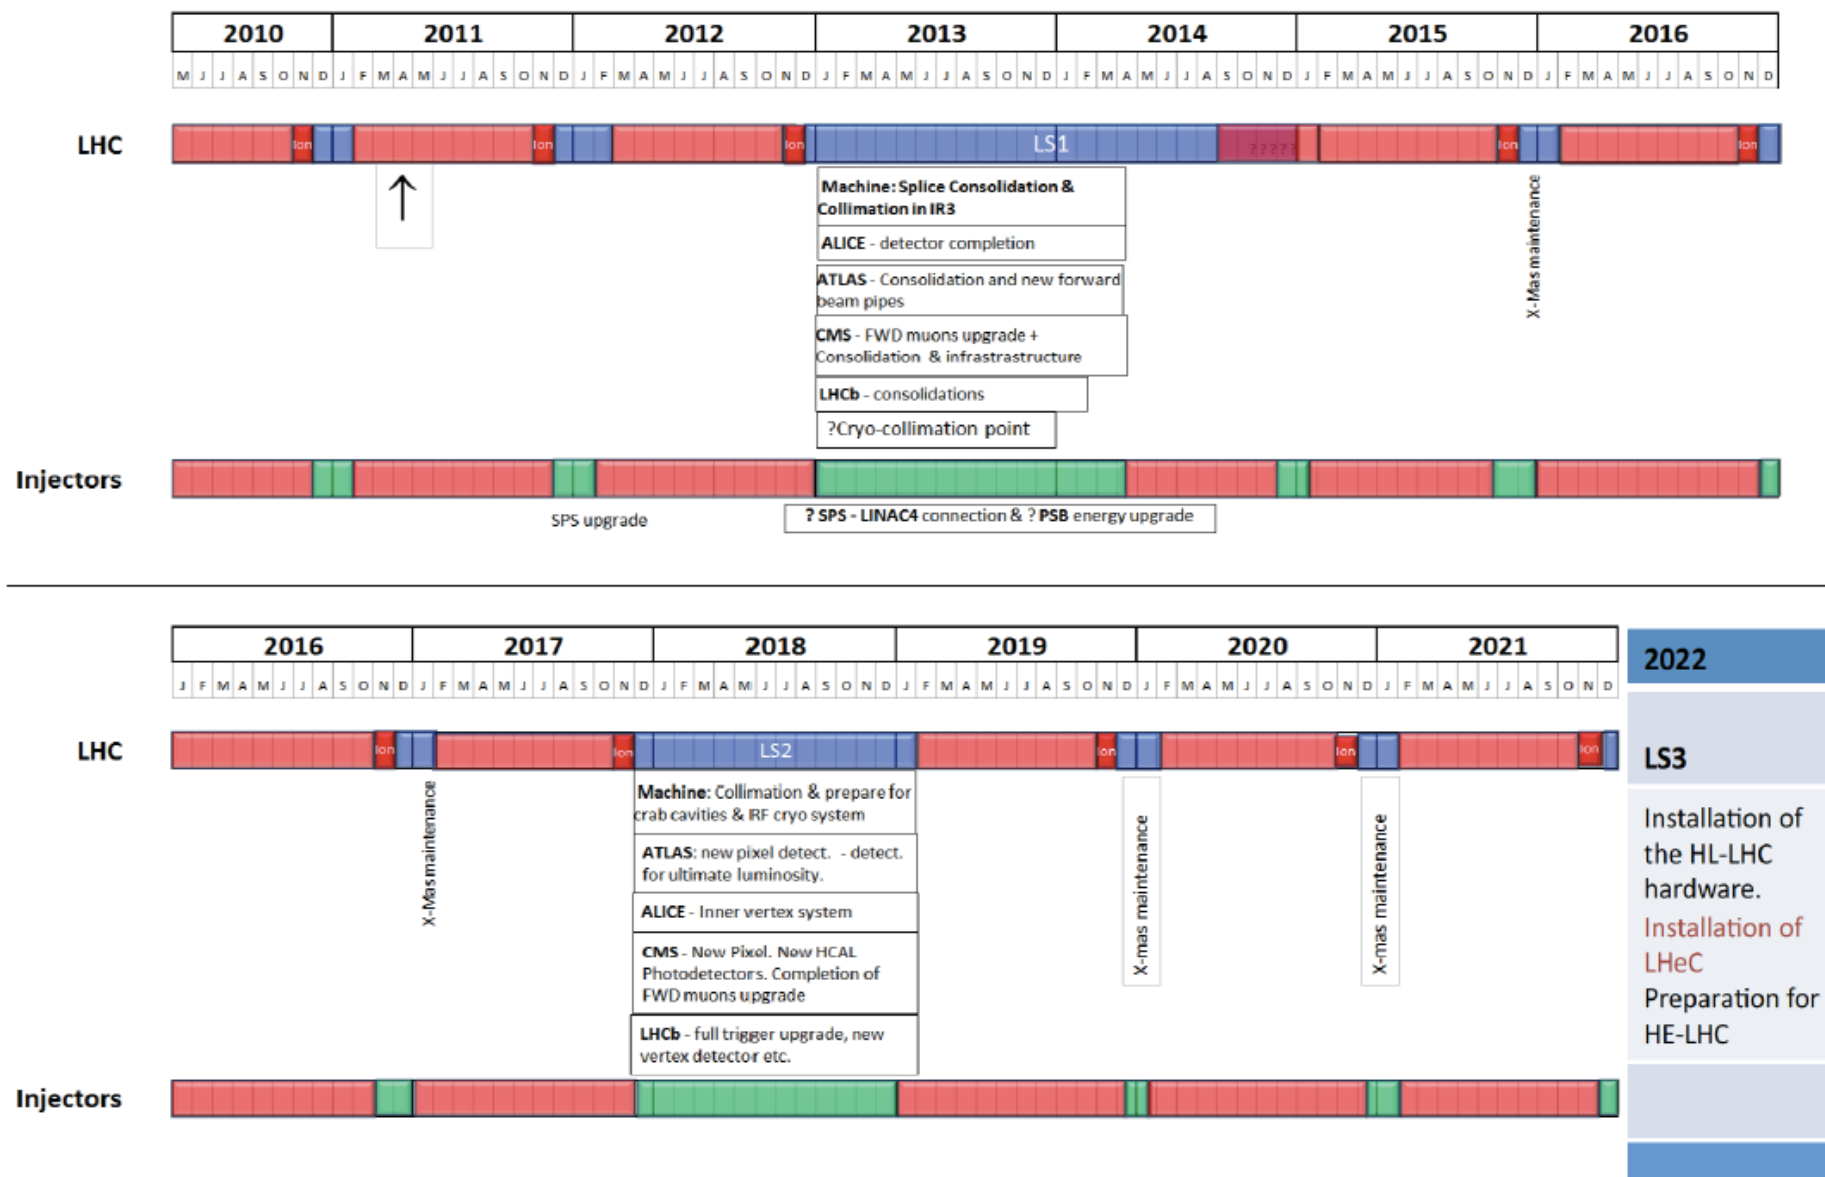 2010 2011 2012 2013 2014 2015 2016
M J J A S O N D J F M A M J J A S O N D J F M A M J J A S O N D J F M A M J J A S O N D J F M A M J J A S O N D J F M A M J J A S O N D J F M A M J J A S O N D
LHC Ion Ion Ion LS1 ????? Ion Ion
Machine: Splice Consolidation &
Collimation in IR3
ALICE - detector completion
ATLAS - Consolidation and new forward
beam pipes
CMS - FWD muons upgrade +
Consolidation & infrastrastructure
LHCb - consolidations
?Cryo-collimation point
X-Mas maintenance
Injectors
SPS upgrade
? SPS - LINAC4 connection & ? PSB energy upgrade
2016 2017 2018 2019 2020 2021
J F M A M J J A S O N D J F M A M J J A S O N D J F M A M J J A S O N D J F M A M J J A S O N D J F M A M J J A S O N D J F M A M J J A S O N D
LHC Ion Ion LS2 Ion Ion Ion
X-Mas maintenance
Machine: Collimation & prepare for
crab cavities & RF cryo system
ATLAS: new pixel detect. - detect.
for ultimate luminosity.
ALICE - Inner vertex system
CMS - New Pixel. New HCAL
Photodetectors. Completion of
FWD muons upgrade
LHCb - full trigger upgrade, new
vertex detector etc.
X-mas maintenance
X-mas maintenance
Injectors
2022
LS3
Installation of
the HL-LHC
hardware.
Installation of
LHeC
Preparation for
HE-LHC